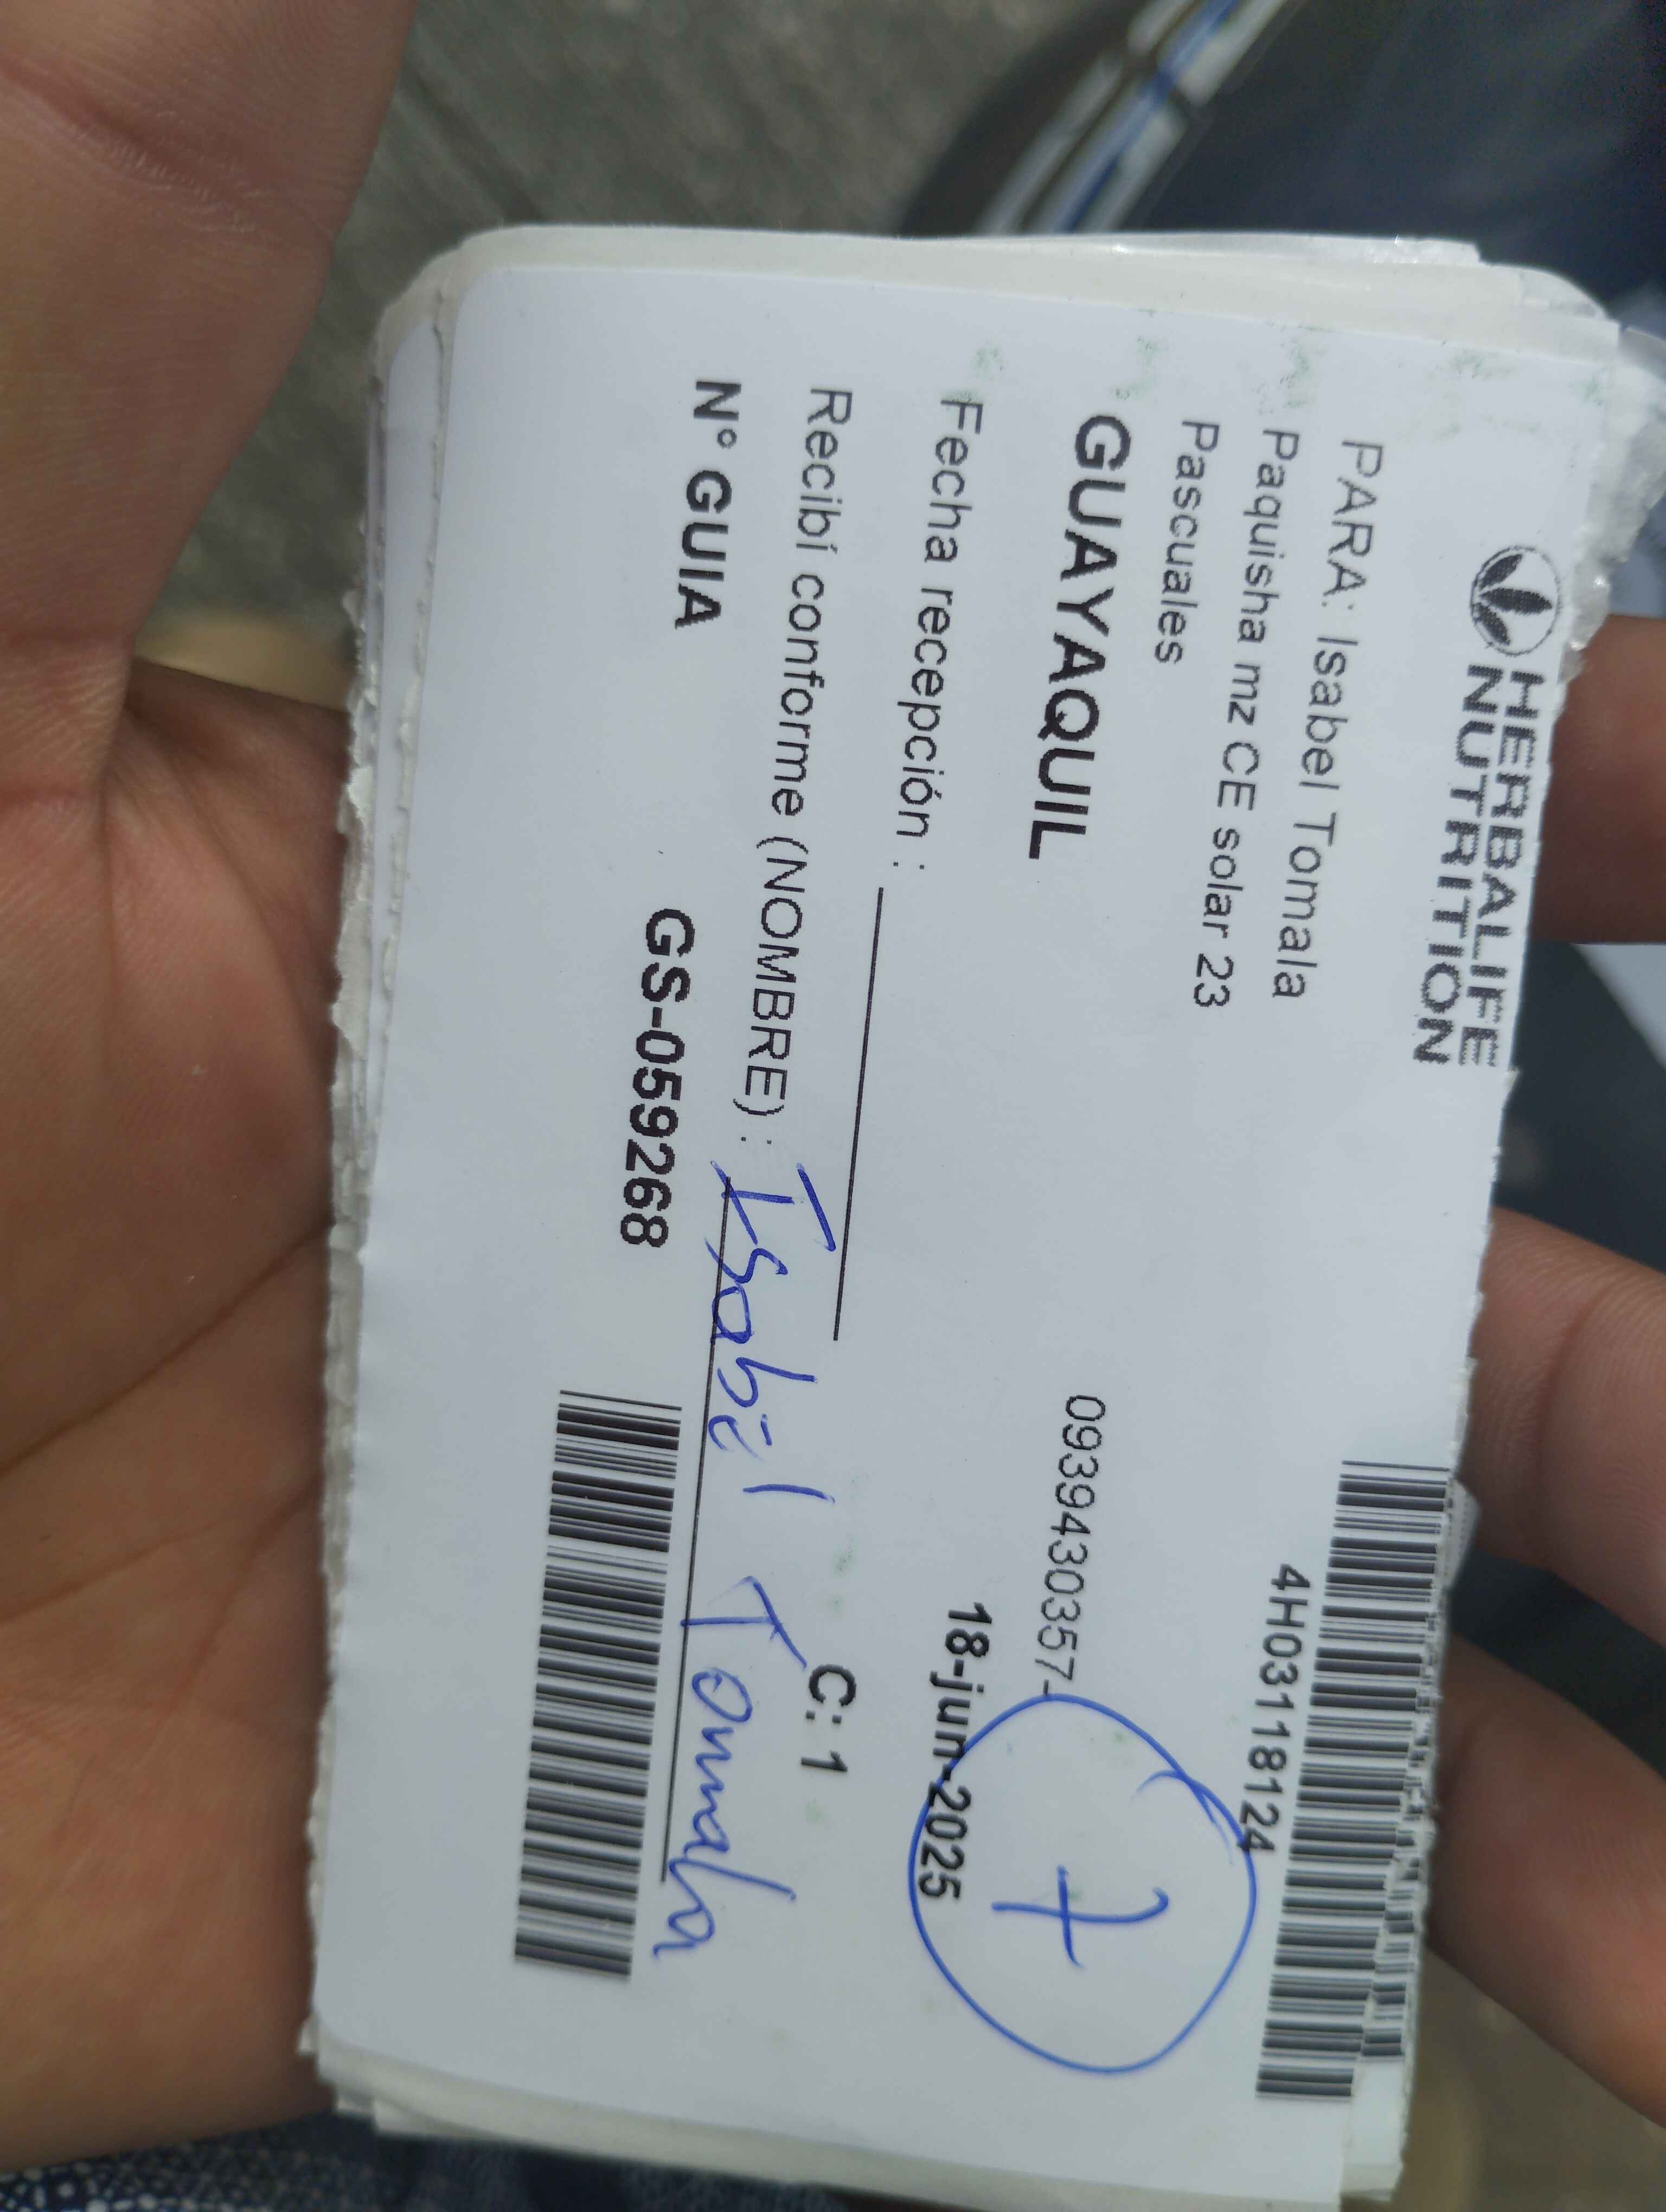 HERBALIFE
NUTRITION
4H03118124
PARA: Isabel Tomala
Paquisha mz CE solar 23
Pascuales
GUAYAQUIL
0939430357
7
18-jun-2025
Fecha recepción :
C: 1
Recibí conforme (NOMBRE) : Isabel Tomala
N° GUIA GS-059268